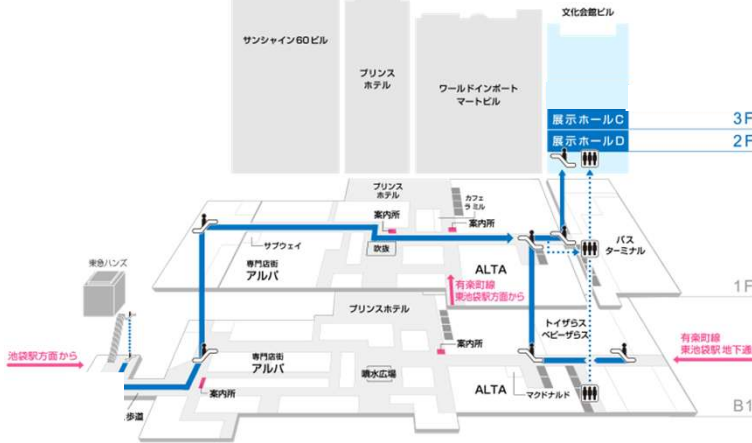 文化会館ビル
サンシャイン60ビル
プリンス
ホテル
ワールドインポート
マートビル
展示ホールC
3F
展示ホールD
2F
プリンス
ホテル
カフェ
ラ ミル
案内所
案内所
サブウェイ
吹抜
バス
ターミナル
専門店街
アルパ
ALTA
東急ハンズ
有楽町線
東池袋駅方面から
1F
プリンスホテル
トイザらス
ベビーザらス
有楽町線
東池袋駅 地下通
池袋駅方面から
案内所
専門店街
アルパ
噴水広場
ALTA
マクドナルド
案内所
歩道
B1